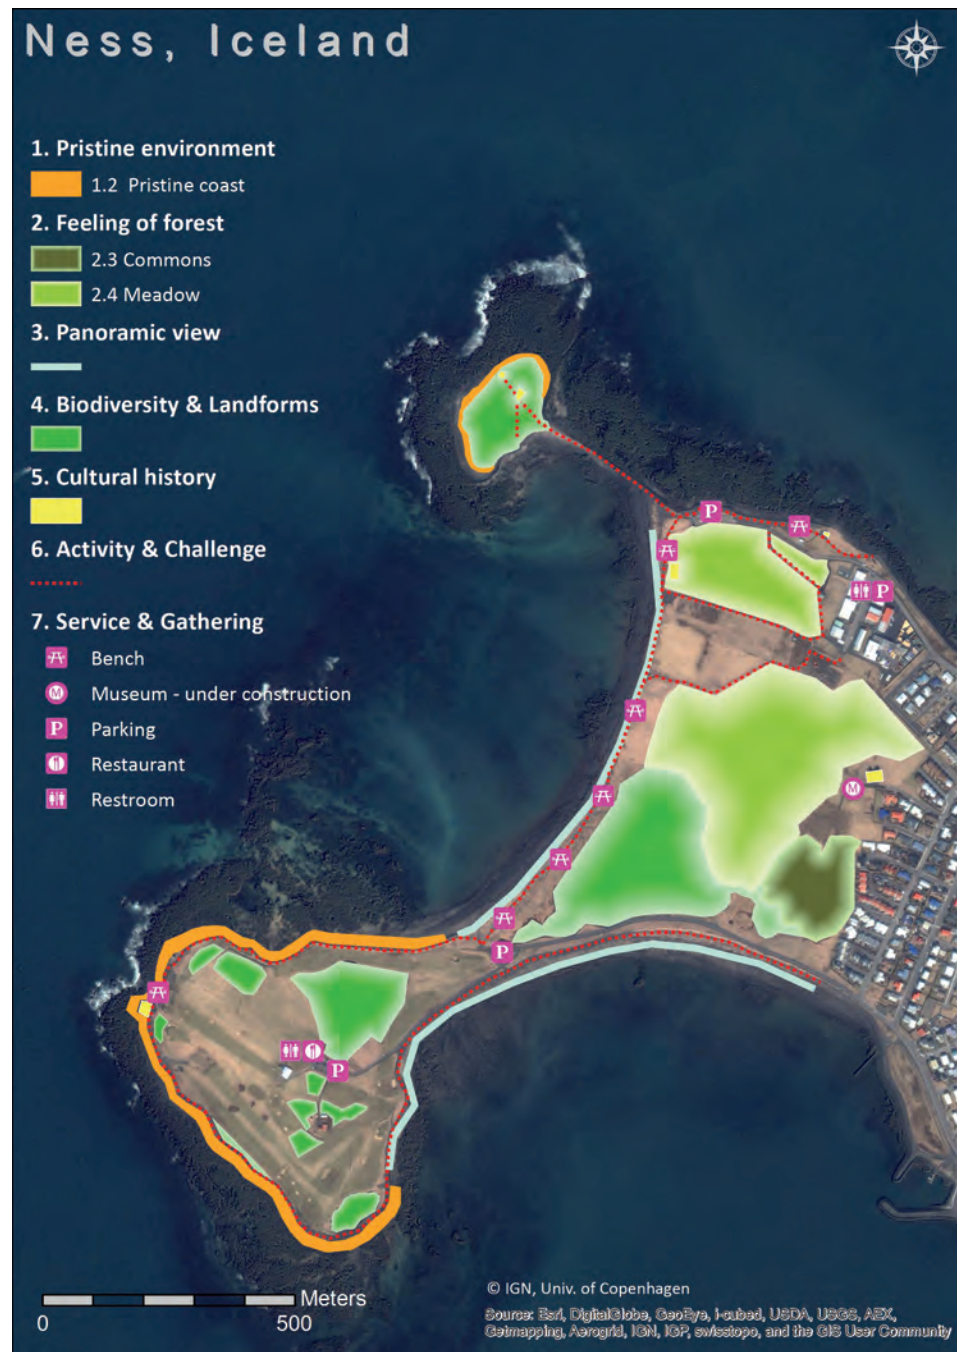 Ness, Iceland
1. Pristine environment
1.2 Pristine coast
2. Feeling of forest
2.3 Commons
2.4 Meadow
3. Panoramic view
4. Biodiversity & Landforms
5. Cultural history
6. Activity & Challenge
7. Service & Gathering
Bench
M Museum - under construction
P Parking
Restaurant
Restroom
P
P
M
P
P
Meters
0 500
© IGN, Univ. of Copenhagen
Source: Esri, DigitalGlobe, GeoEye, i-cubed, USDA, USGS, AEX,
Getmapping, Aerogrid, IGN, IGP, swisstopo, and the GIS User Community